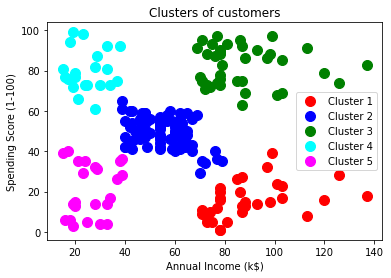 Clusters of customers
100
80
60
40
20
0
Spending Score (1-100)
Cluster 1
Cluster 2
Cluster 3
Cluster 4
Cluster 5
20
40
60
80
100
120
140
Annual Income (k$)